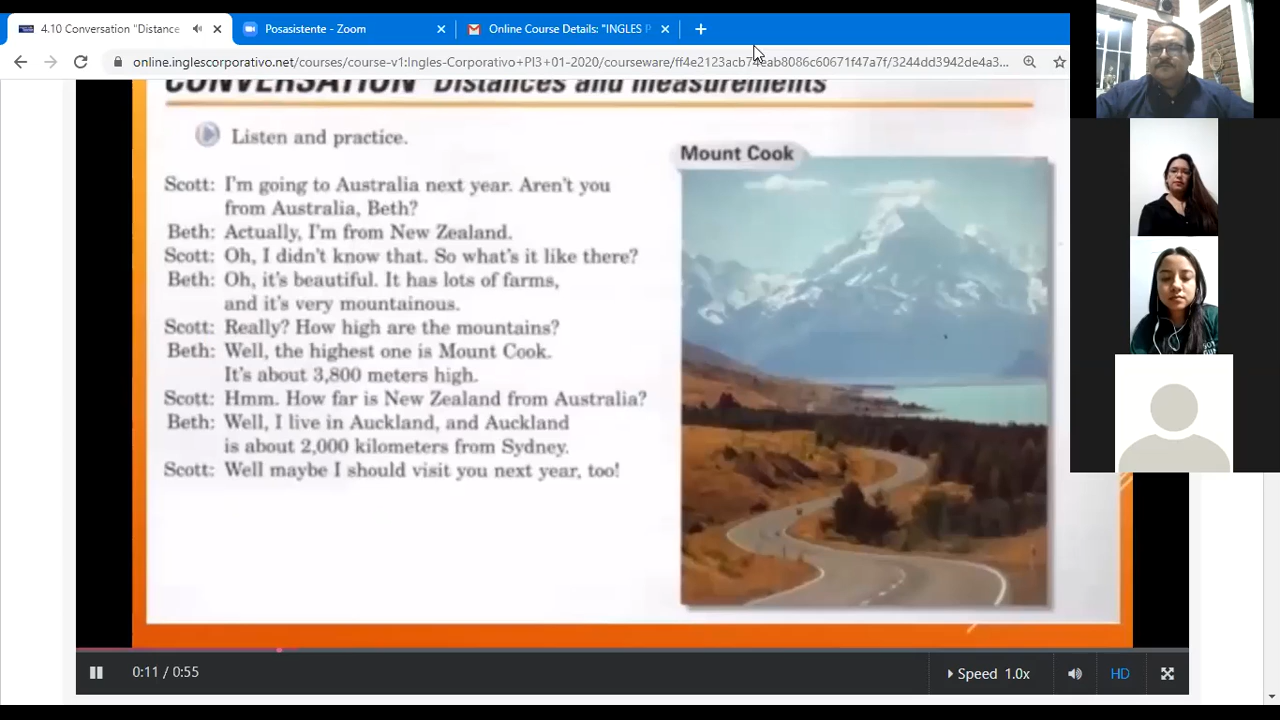 4.10 Conversation "Distance
Posasistente - Zoom
Online Course Details: "INGLES P
online.inglescorporativo.net/courses/course-v1:Ingles-Corporativo+PI3+01-2020/courseware/
CONVERSATION Distances and measurements
Listen and practice.
Mount Cook
Scott: I'm going to Australia next year. Aren't you
from Australia, Beth?
Beth: Actually, I'm from New Zealand.
Scott: Oh, I didn't know that. So what's it like there?
Beth: Oh, it's beautiful. It has lots of farms,
and it's very mountainous.
Scott: Really? How high are the mountains?
Beth: Well, the highest one is Mount Cook.
It's about 3,800 meters high.
Scott: Hmm. How far is New Zealand from Australia?
Beth: Well, I live in Auckland, and Auckland
is about 2,000 kilometers from Sydney.
Scott: Well maybe I should visit you next year, too!
0:11 / 0:55
Speed 1.0x
HD